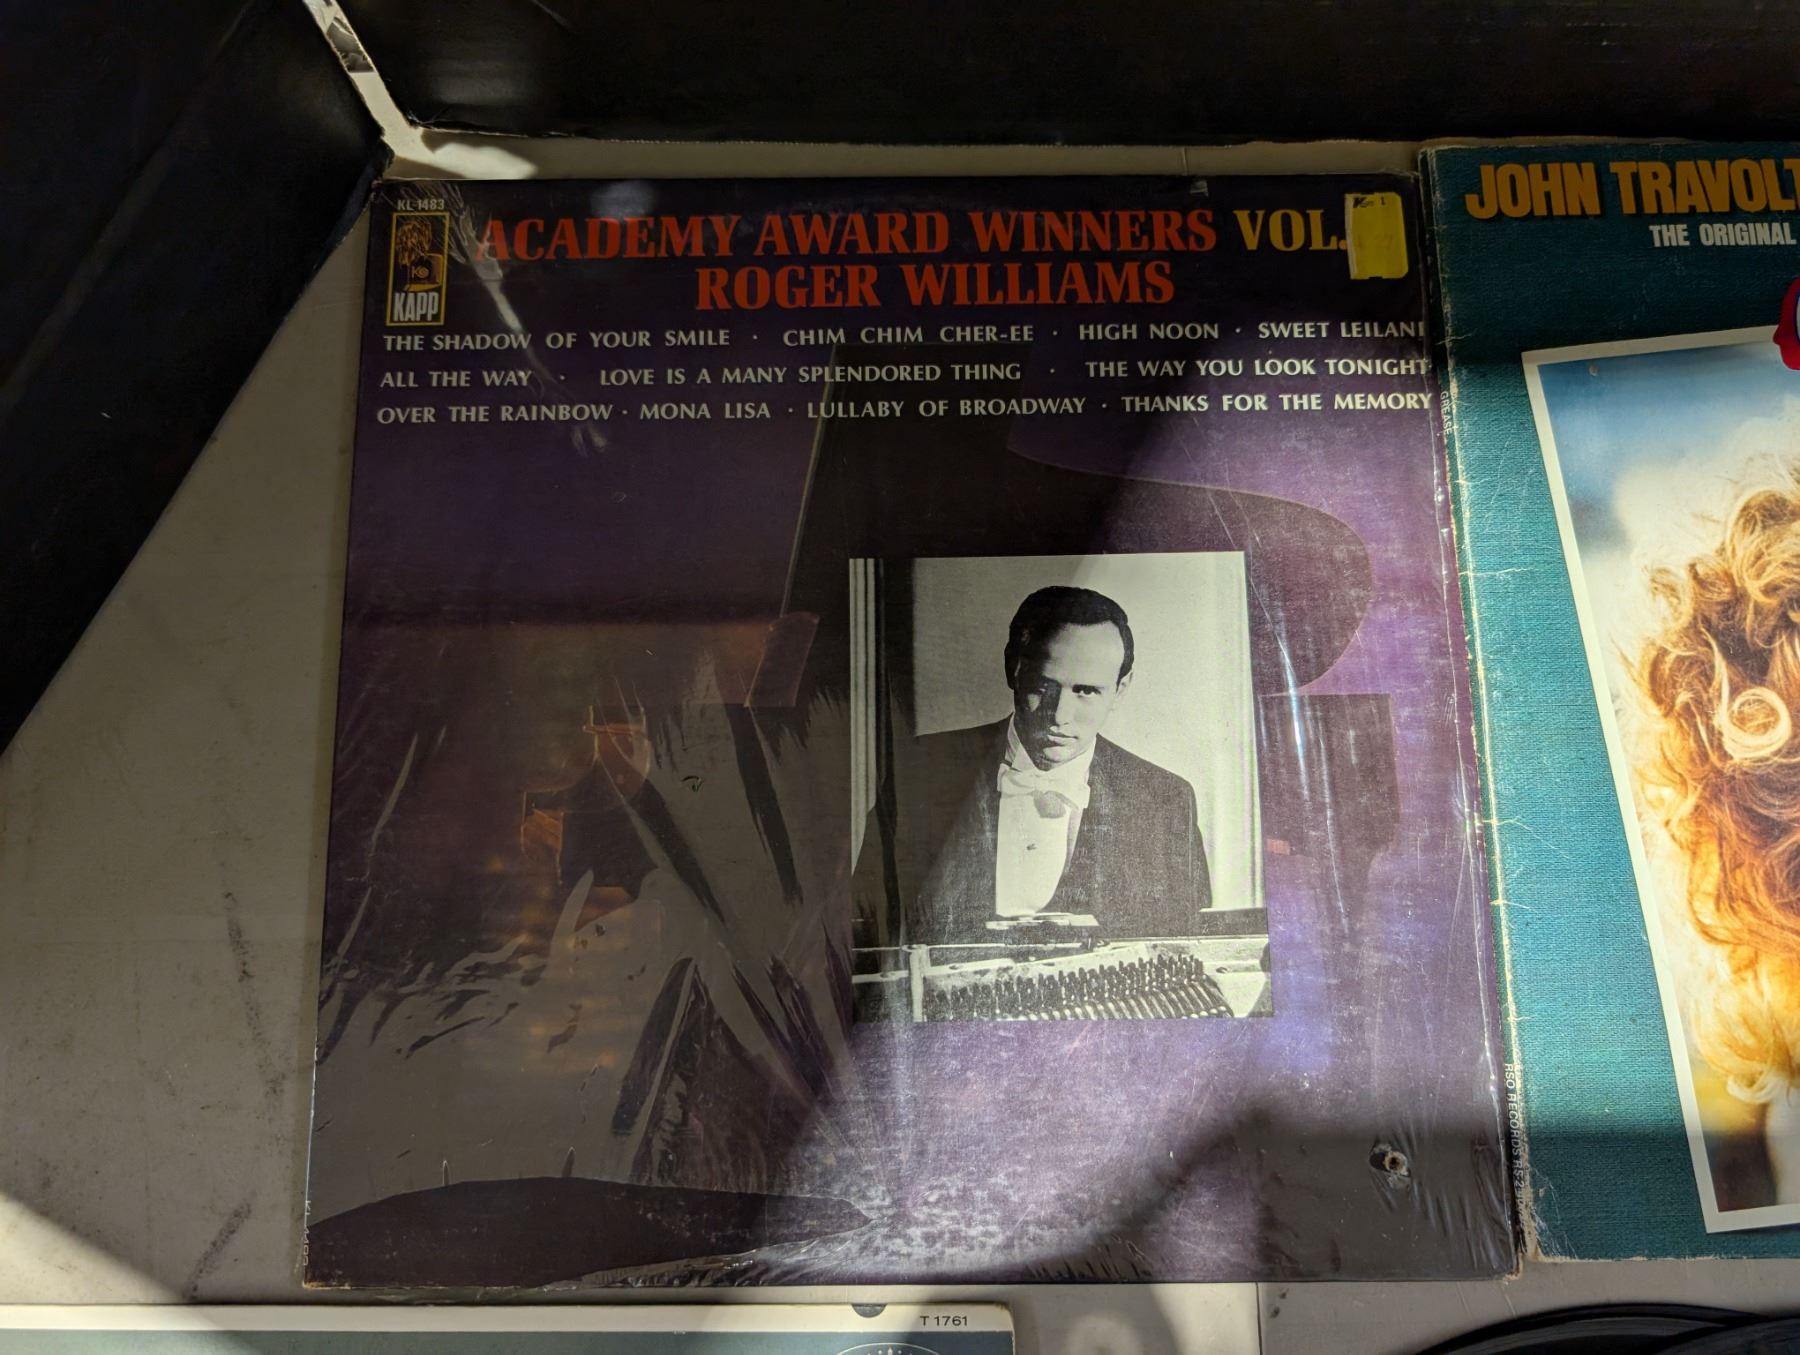 KL-1483
ACADEMY AWARD WINNERS VOL.
ROGER WILLIAMS
KAPP
THE SHADOW OF YOUR SMILE · CHIM CHIM CHER-EE · HIGH NOON · SWEET LEILANI
ALL THE WAY · LOVE IS A MANY SPLENDORED THING · THE WAY YOU LOOK TONIGHT
OVER THE RAINBOW · MONA LISA · LULLABY OF BROADWAY · THANKS FOR THE MEMORY
JOHN TRAVOLT
THE ORIGINAL
GREASE
RSO RECORDS RS-2-
T 1761